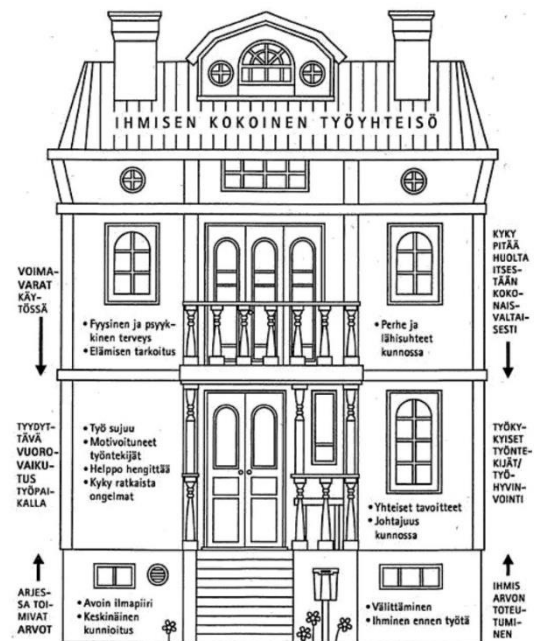 IHMISEN KOKOINEN TYÖYHTEISÖ
VOIMA-
VARAT
KÄY-
TÖSSÄ
• Fyysinen ja psyyk-
kinen terveys
• Elämisen tarkoitus
• Perhe ja
lähisuhteet
kunnossa
KYKY
PITÄÄ
HUOLTA
ITSES-
TÄÄN
KOKO-
NAIS-
VALTAI-
SESTI
TYYDYT-
TÄVÄ
VUORO-
VAIKU-
TUS
TYÖPAI-
KALLA
• Työ sujuu
• Motivoituneet
työntekijät
• Helppo hengittää
• Kyky ratkaista
ongelmat
• Yhteiset tavoitteet
• Johtajuus
kunnossa
TYÖKY-
KYISET
TYÖNTE-
KIJÄT/
TYÖ-
HYVIN-
VOINTI
ARJES-
SA TOI-
MIVAT
ARVOT
• Avoin ilmapiiri
• Keskinäinen
kunnioitus
• Välittäminen
• Ihminen ennen työtä
IHMIS
ARVON
TOTEU-
TUMI-
NEN